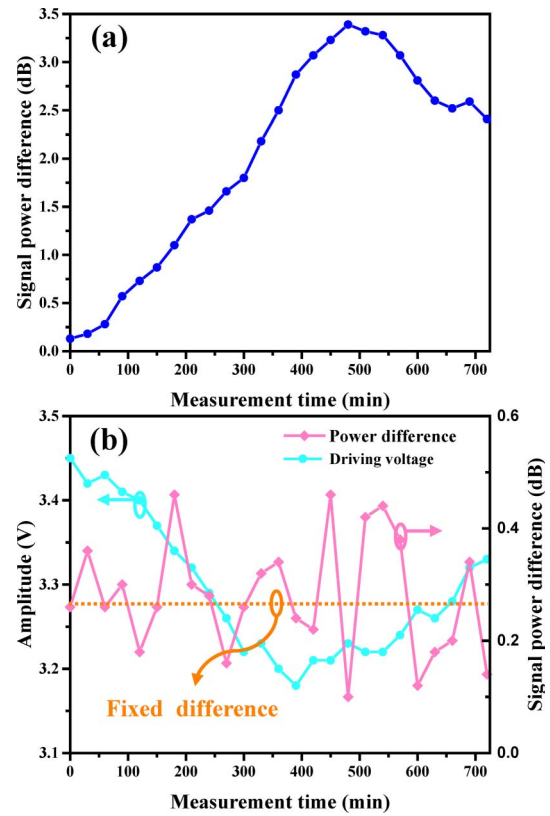 (a)
Signal power difference (dB)
3.5
3.0
2.5
2.0
1.5
1.0
0.5
0.0
0 100 200 300 400 500 600 700
Measurement time (min)
(b)
Power difference
Driving voltage
Amplitude (V)
3.5
3.4
3.3
3.2
3.1
Signal power difference (dB)
0.6
0.4
0.2
0.0
Fixed difference
0 100 200 300 400 500 600 700
Measurement time (min)